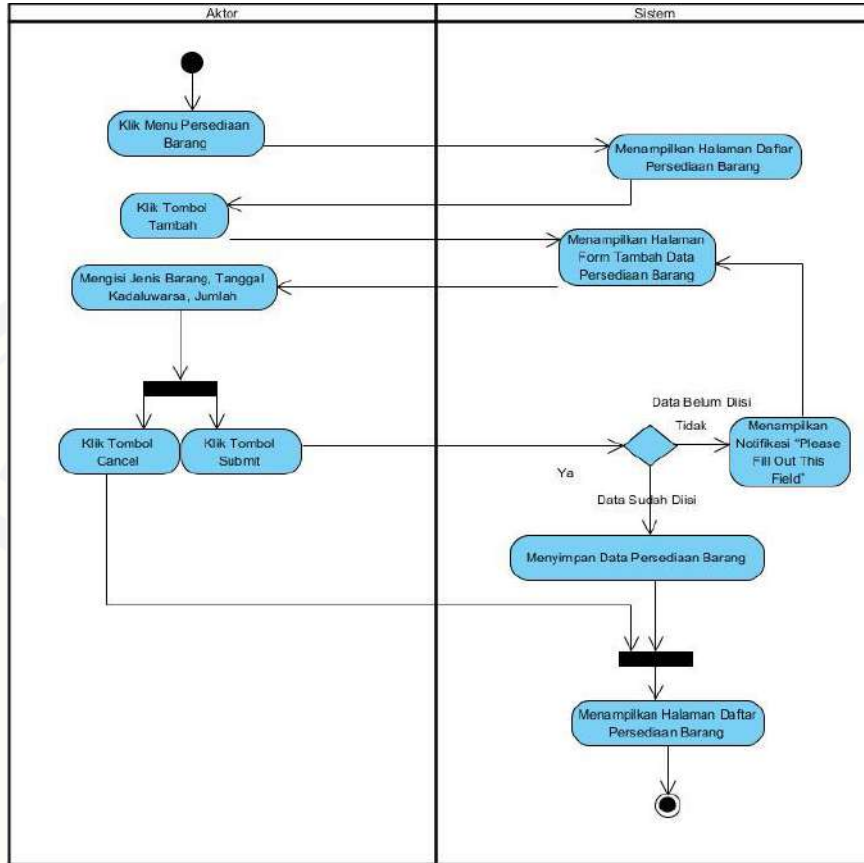 Aktor
Sistem
Klik Menu Persediaan
Barang
Menampilkan Halaman Daftar
Persediaan Barang
Klik Tombol
Tambah
Menampilkan Halaman
Form Tambah Data
Persediaan Barang
Mengisi Jenis Barang, Tanggal
Kadaluwarsa, Jumlah
Data Belum Diisi
Tidak
Klik Tombol
Cancel
Klik Tombol
Submit
Menampilkan
Notifikasi "Please
Fill Out This
Field"
Ya
Data Sudah Diisi
Menyimpan Data Persediaan Barang
Menampilkan Halaman Daftar
Persediaan Barang